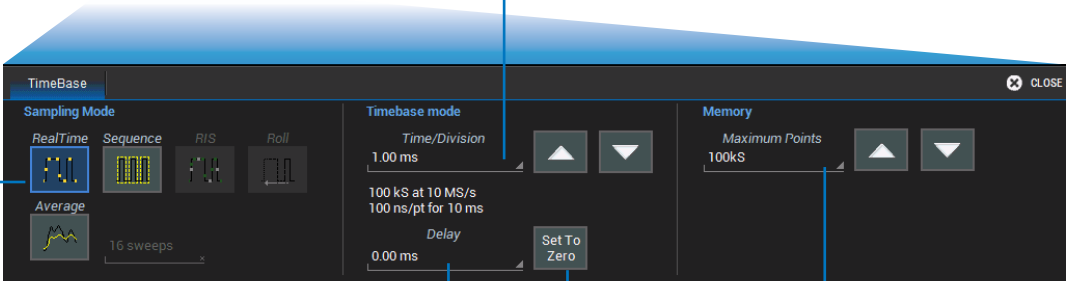 TimeBase
CLOSE
Sampling Mode
RealTime Sequence RIS Roll
Average
16 sweeps
Timebase mode
Time/Division
1.00 ms
100 kS at 10 MS/s
100 ns/pt for 10 ms
Delay
0.00 ms
Set To
Zero
Memory
Maximum Points
100kS